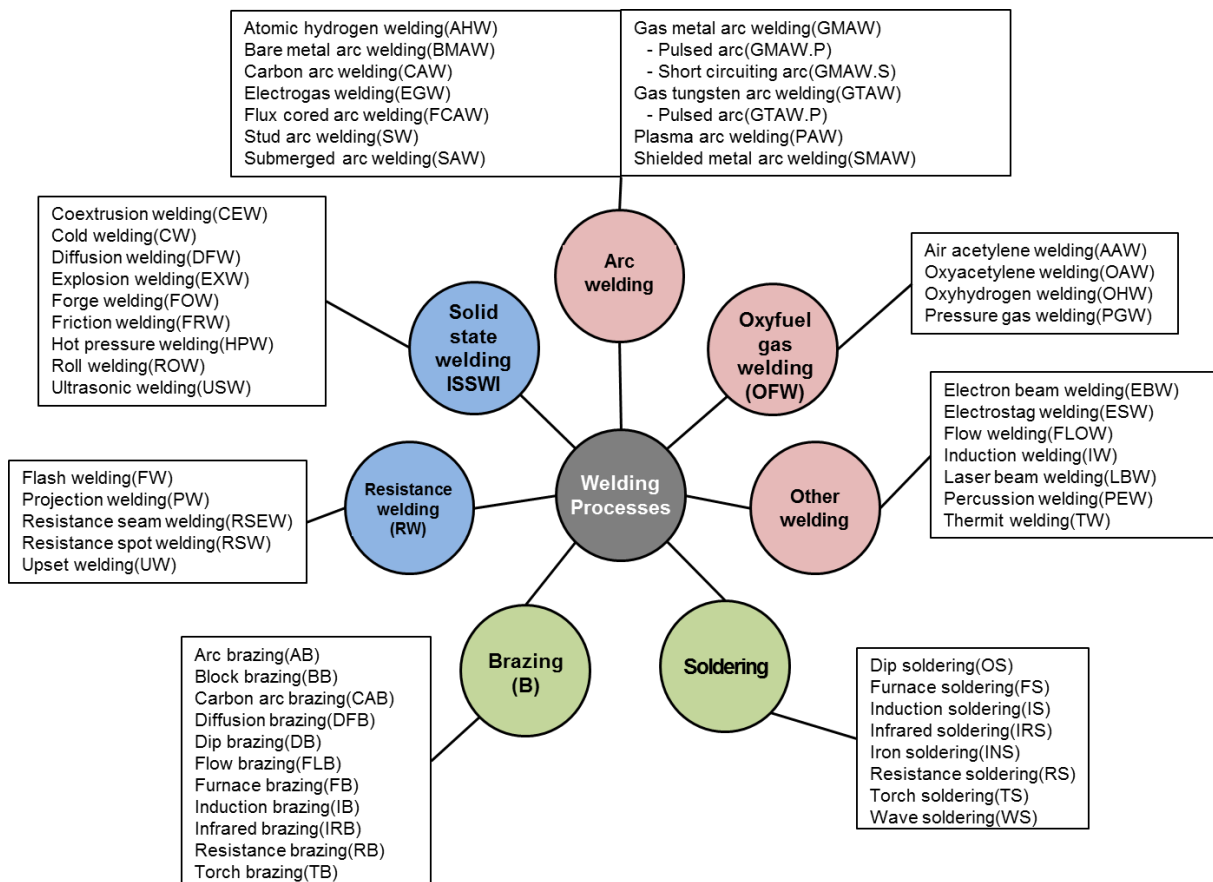 Atomic hydrogen welding(AHW)
Bare metal arc welding(BMAW)
Carbon arc welding(CAW)
Electrogas welding(EGW)
Flux cored arc welding(FCAW)
Stud arc welding(SW)
Submerged arc welding(SAW)
Gas metal arc welding(GMAW)
- Pulsed arc(GMAW.P)
- Short circuiting arc(GMAW.S)
Gas tungsten arc welding(GTAW)
- Pulsed arc(GTAW.P)
Plasma arc welding(PAW)
Shielded metal arc welding(SMAW)
Coextrusion welding(CEW)
Cold welding(CW)
Diffusion welding(DFW)
Explosion welding(EXW)
Forge welding(FOW)
Friction welding(FRW)
Hot pressure welding(HPW)
Roll welding(ROW)
Ultrasonic welding(USW)
Solid
state
welding
ISSWI
Arc
welding
Oxyfuel
gas
welding
(OFW)
Air acetylene welding(AAW)
Oxyacetylene welding(OAW)
Oxyhydrogen welding(OHW)
Pressure gas welding(PGW)
Flash welding(FW)
Projection welding(PW)
Resistance seam welding(RSEW)
Resistance spot welding(RSW)
Upset welding(UW)
Resistance
welding
(RW)
Welding
Processes
Other
welding
Electron beam welding(EBW)
Electrostag welding(ESW)
Flow welding(FLOW)
Induction welding(IW)
Laser beam welding(LBW)
Percussion welding(PEW)
Thermit welding(TW)
Arc brazing(AB)
Block brazing(BB)
Carbon arc brazing(CAB)
Diffusion brazing(DFB)
Dip brazing(DB)
Flow brazing(FLB)
Furnace brazing(FB)
Induction brazing(IB)
Infrared brazing(IRB)
Resistance brazing(RB)
Torch brazing(TB)
Brazing
(B)
Soldering
Dip soldering(OS)
Furnace soldering(FS)
Induction soldering(IS)
Infrared soldering(IRS)
Iron soldering(INS)
Resistance soldering(RS)
Torch soldering(TS)
Wave soldering(WS)